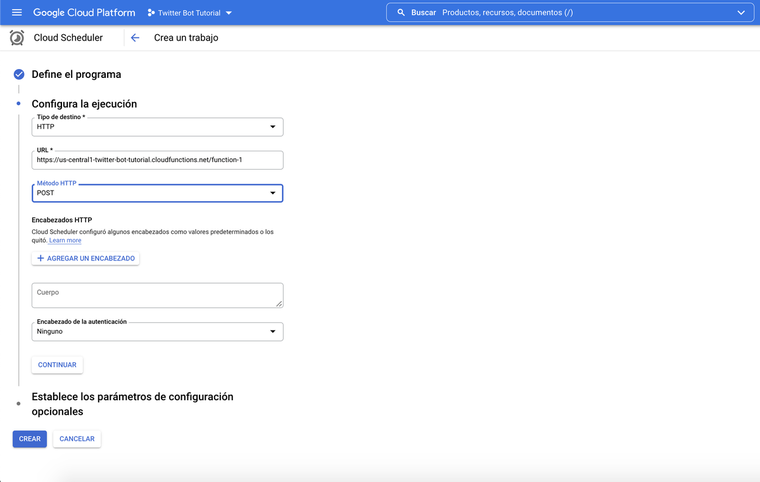 Google Cloud Platform
Twitter Bot Tutorial
Buscar Productos, recursos, documentos (/)
Cloud Scheduler
Crea un trabajo
Define el programa
Configura la ejecución
Tipo de destino *
HTTP
URL *
https://us-central1-twitter-bot-tutorial.cloudfunctions.net/function-1
Método HTTP
POST
Encabezados HTTP
Cloud Scheduler configuró algunos encabezados como valores predeterminados o los
quitó. Learn more
+ AGREGAR UN ENCABEZADO
Cuerpo
Encabezado de la autenticación
Ninguno
CONTINUAR
Establece los parámetros de configuración
opcionales
CREAR
CANCELAR